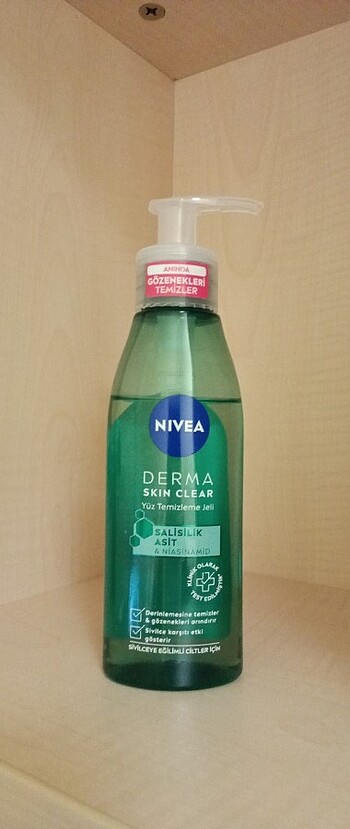 ANINDA
GÖZENEKLERİ
TEMİZLER
NIVEA
DERMA
SKIN CLEAR
Yüz Temizleme Jeli
SALİSİLİK
ASİT
& NİASİNAMİD
KLİNİK OLARAK
TEST EDİLMİŞTİR
Derinlemesine temizler
& gözenekleri arındırır
Sivilce karşıtı etki
gösterir
SİVİLCEYE EĞİLİMLİ CİLTLER İÇİN